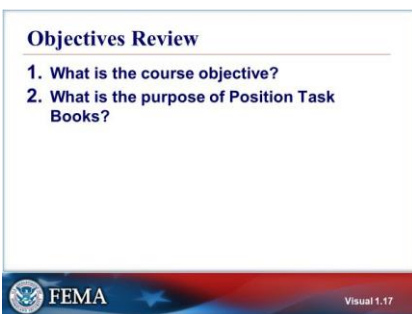 Objectives Review
1. What is the course objective?
2. What is the purpose of Position Task
Books?
FEMA
Visual 1.17